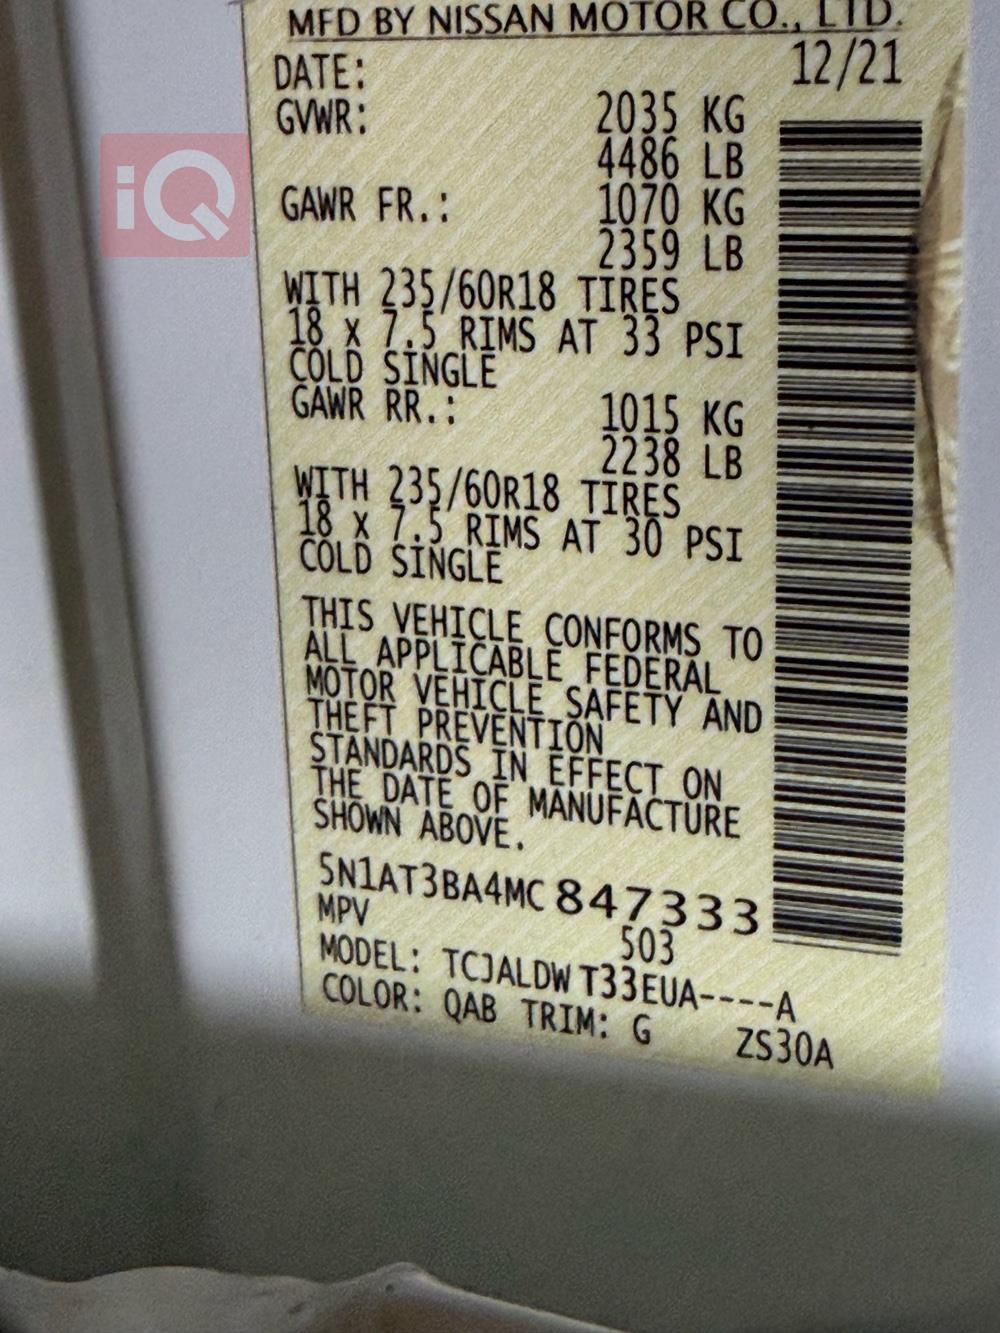 MFD BY NISSAN MOTOR CO., LTD.
DATE: 12/21
GVWR: 2035 KG
4486 LB
GAWR FR.: 1070 KG
2359 LB
WITH 235/60R18 TIRES
18 x 7.5 RIMS AT 33 PSI
COLD SINGLE
GAWR RR.: 1015 KG
2238 LB
WITH 235/60R18 TIRES
18 x 7.5 RIMS AT 30 PSI
COLD SINGLE
THIS VEHICLE CONFORMS TO
ALL APPLICABLE FEDERAL
MOTOR VEHICLE SAFETY AND
THEFT PREVENTION
STANDARDS IN EFFECT ON
THE DATE OF MANUFACTURE
SHOWN ABOVE.
5N1AT3BA4MC847333
MPV 503
MODEL: TCJALDW T33EUA----A
COLOR: QAB TRIM: G ZS30A
iQ